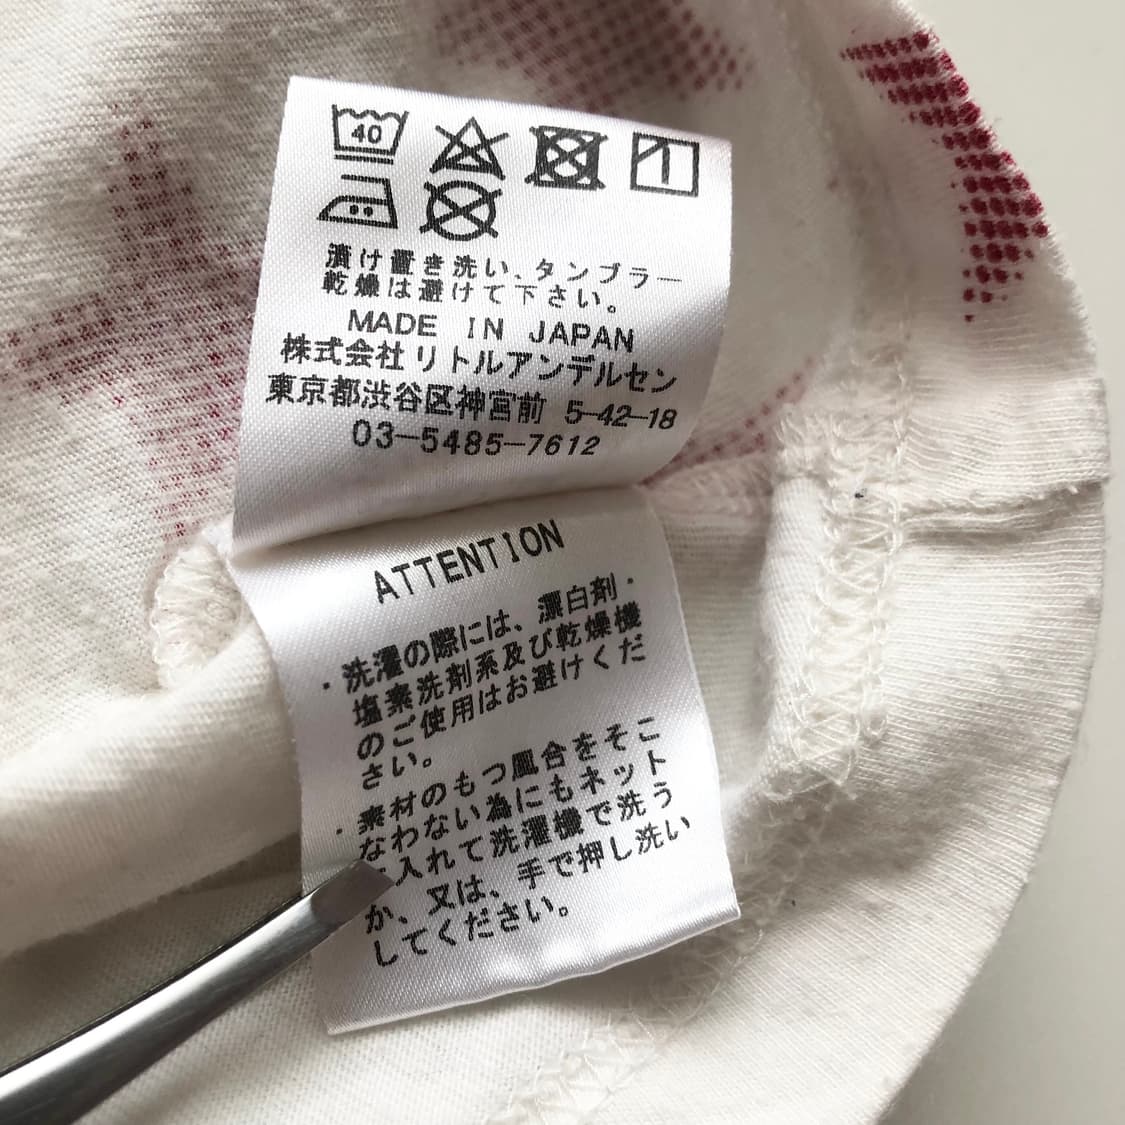 40
漬け置き洗い、タンブラー
乾燥は避けて下さい。
MADE IN JAPAN
株式会社リトルアンデルセン
東京都渋谷区神宮前 5-42-18
03-5485-7612
ATTENTION
・洗濯の際には、漂白剤・
塩素洗剤系及び乾燥機
のご使用はお避けくだ
さい。
・素材のもつ風合をそこ
なわない為にもネット
入れて洗濯機で洗う
か、又は、手で押し洗い
してください。